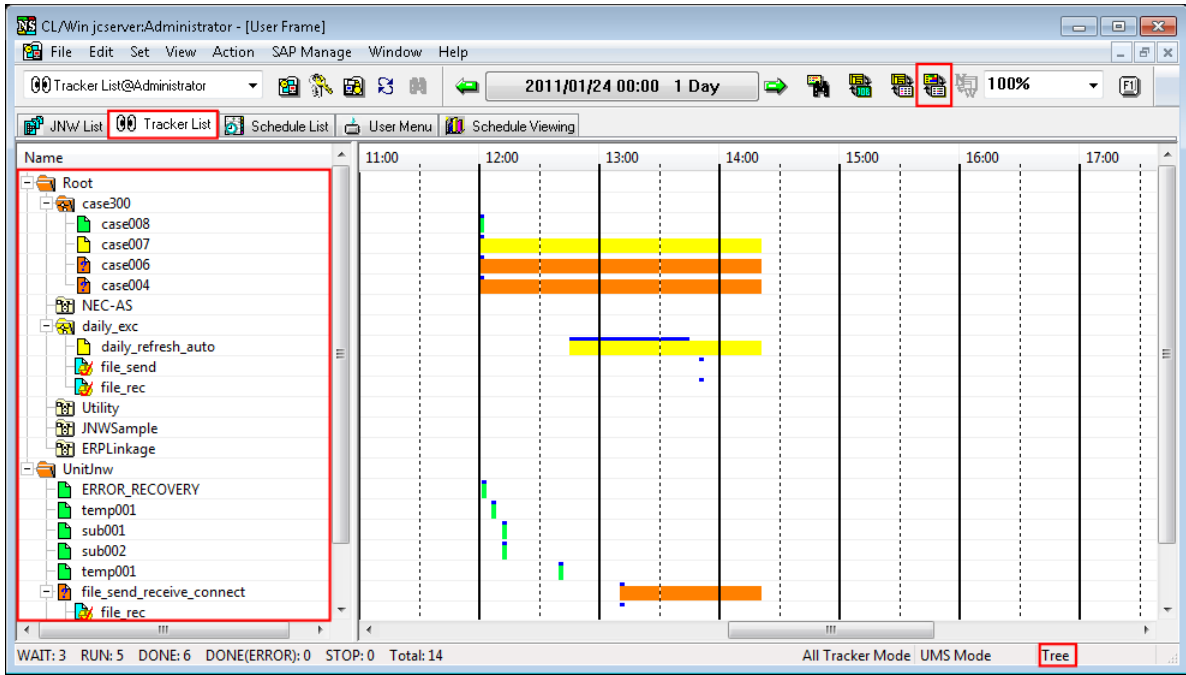 NS CL/Win jcserver:Administrator - [User Frame]
File Edit Set View Action SAP Manage Window Help
Tracker List@Administrator 2011/01/24 00:00 1 Day 100% F1
JNW List Tracker List Schedule List User Menu Schedule Viewing
Name 11:00 12:00 13:00 14:00 15:00 16:00 17:00
Root
case300
case008
case007
case006
case004
NEC-AS
daily_exc
daily_refresh_auto
file_send
file_rec
Utility
JNWSample
ERPLinkage
UnitJnw
ERROR_RECOVERY
temp001
sub001
sub002
temp001
file_send_receive_connect
file_rec
WAIT: 3 RUN: 5 DONE: 6 DONE(ERROR): 0 STOP: 0 Total: 14 All Tracker Mode UMS Mode Tree